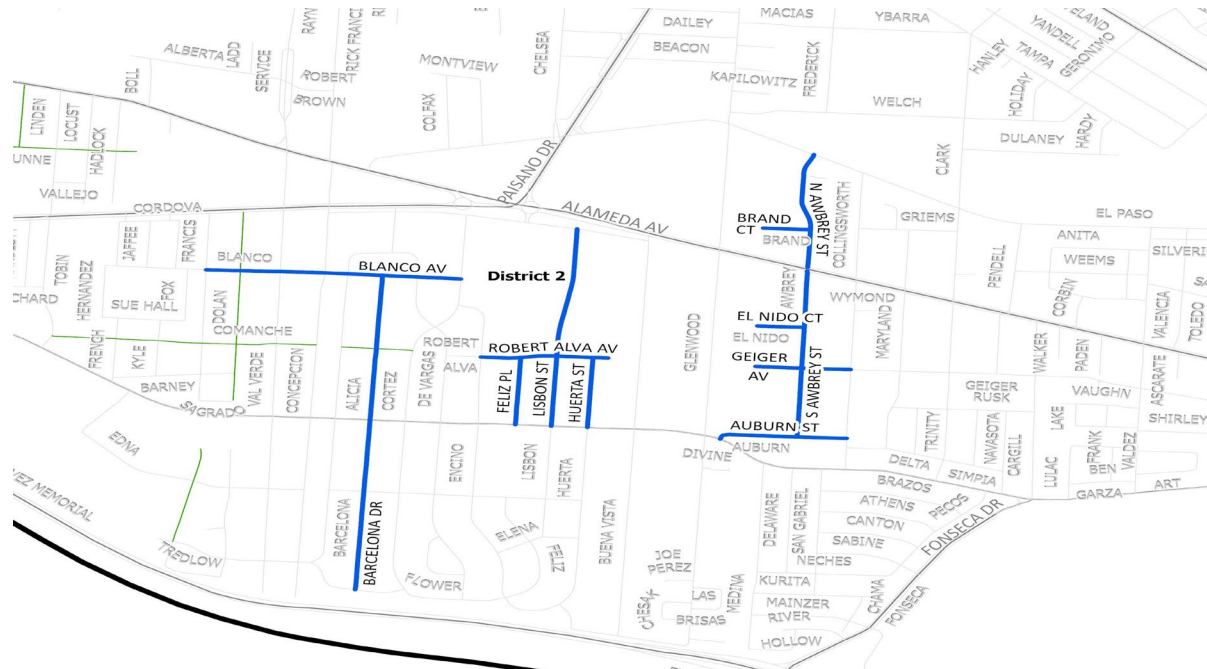 MACIAS
YBARRA
DAILEY
BEACON
YANDELL
GERONIMO
TAMPA
HANLEY
HOLIDAY
HARDY
ALBERTA
LADD
SERVICE
RICK FRANCI
BOLL
ROBERT
BROWN
MONTVIEW
COLFAX
CHELSEA
KAPILOWITZ
FREDERICK
WELCH
DULANEY
CLARK
LINDEN
LOCUST
HADLOCK
UNNE
VALLEJO
CORDOVA
PAISANO DR
ALAMEDA AV
BRAND
CT
BRAND
N AWBREY ST
COLLINGSWORTH
GRIEMS
EL PASO
ANITA
WEEMS
SILVERI
PENDELL
CORBIN
VALENCIA
TOLEDO
SA
JAFFEE
FRANCIS
BLANCO
BLANCO AV
District 2
TOBIN
HERNANDEZ
CHARD
SUE HALL
FOX
DOLAN
COMANCHE
AWBREY
WYMOND
MARYLAND
EL NIDO CT
EL NIDO
GLENWOOD
FRENCH
KYLE
BARNEY
SAGRADO
VAL VERDE
CONCEPCION
ALICIA
CORTEZ
DE VARGAS
ROBERT
ALVA
ROBERT ALVA AV
FELIZ PL
LISBON ST
HUERTA ST
GEIGER
AV
S AWBREY ST
WALKER
PADEN
ASCARATE
GEIGER
RUSK
VAUGHN
SHIRLEY
AUBURN ST
AUBURN
DIVINE
TRINITY
NAVASOTA
CARGILL
LAKE
LULAC
FRANK
BEN
VALDEZ
DELTA
SIMPIA
GARZA
ART
EDNA
ENCINO
LISBON
HUERTA
BRAZOS
ATHENS
PECOS
CANTON
SABINE
NECHES
FONSECA DR
DELAWARE
SAN GABRIEL
VEZ MEMORIAL
TREDLOW
BARCELONA
BARCELONA DR
FLOWER
ELENA
FELIZ
BUENA VISTA
JOE
PEREZ
LAS
BRISAS
MEDINA
KURITA
MAINZER
RIVER
HOLLOW
CHAMA
FONSECA